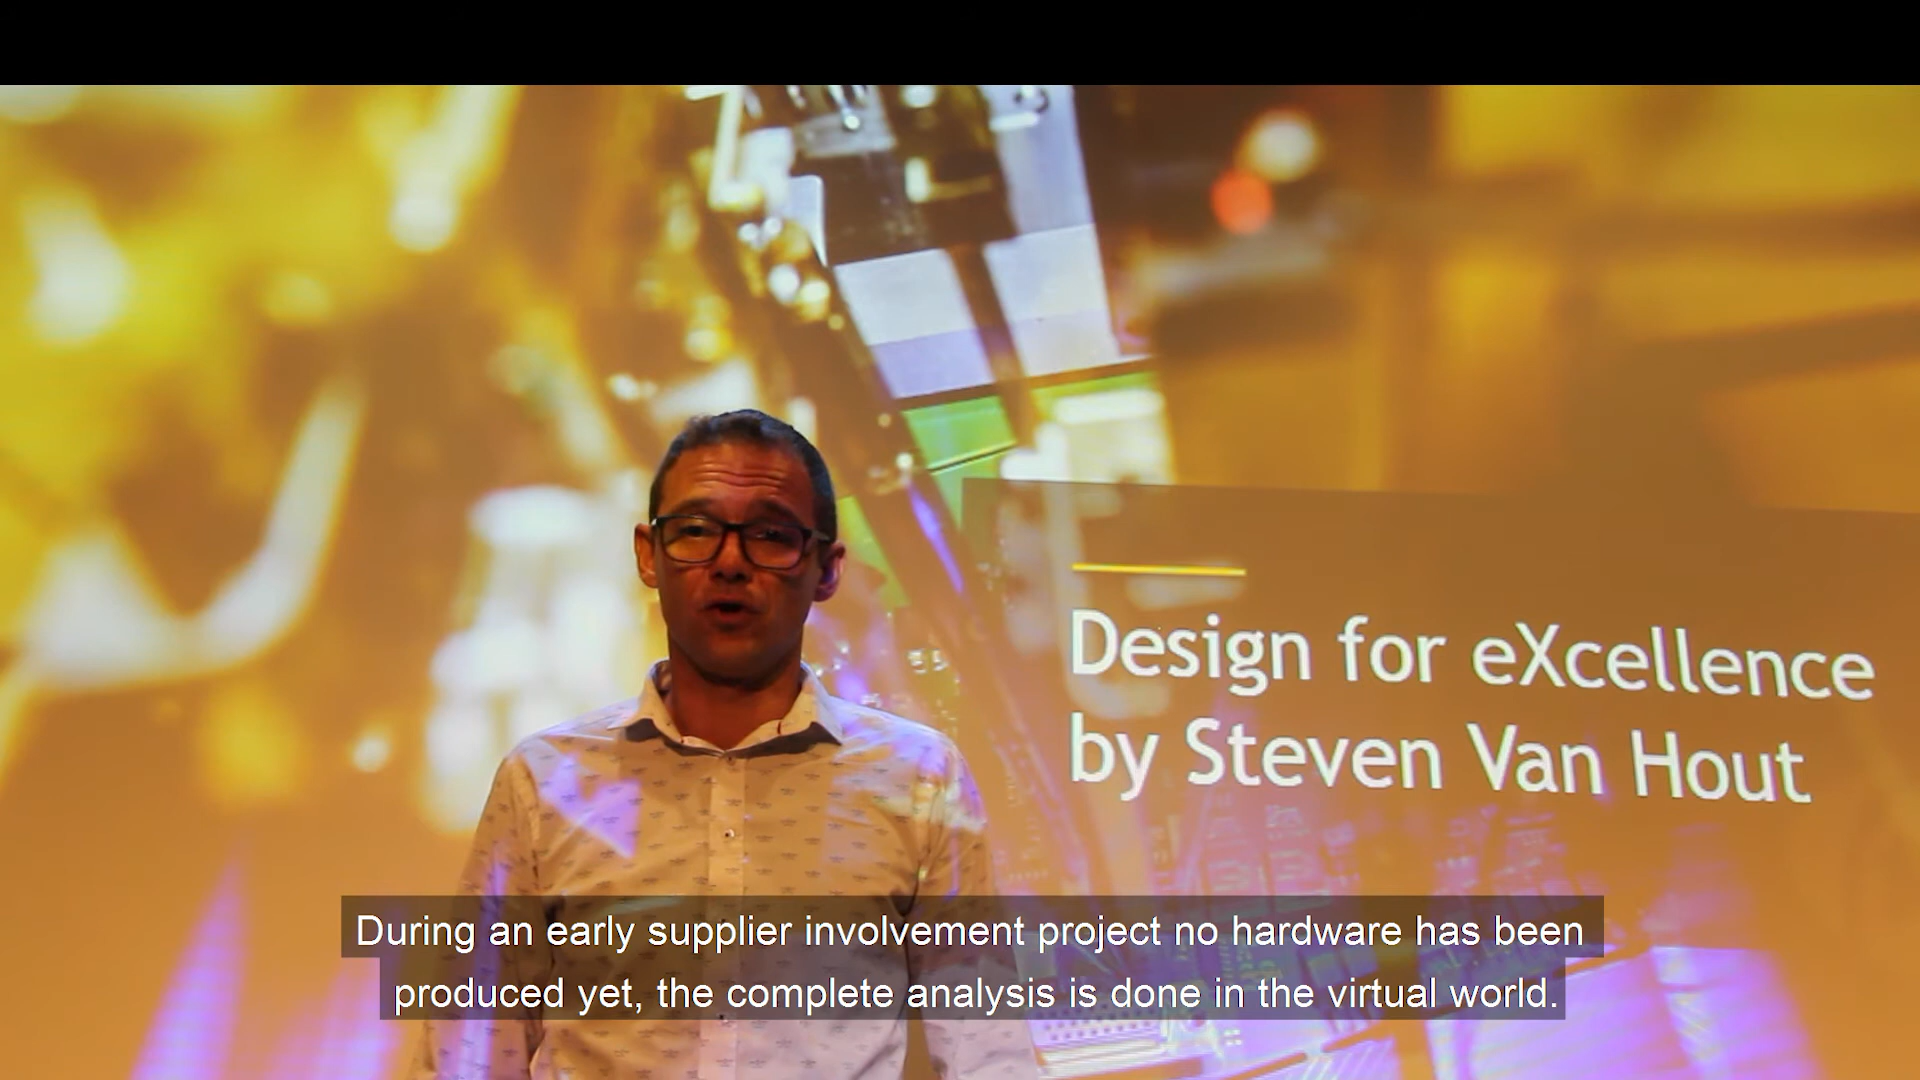 Design for eXcellence
by Steven Van Hout
During an early supplier involvement project no hardware has been
produced yet, the complete analysis is done in the virtual world.